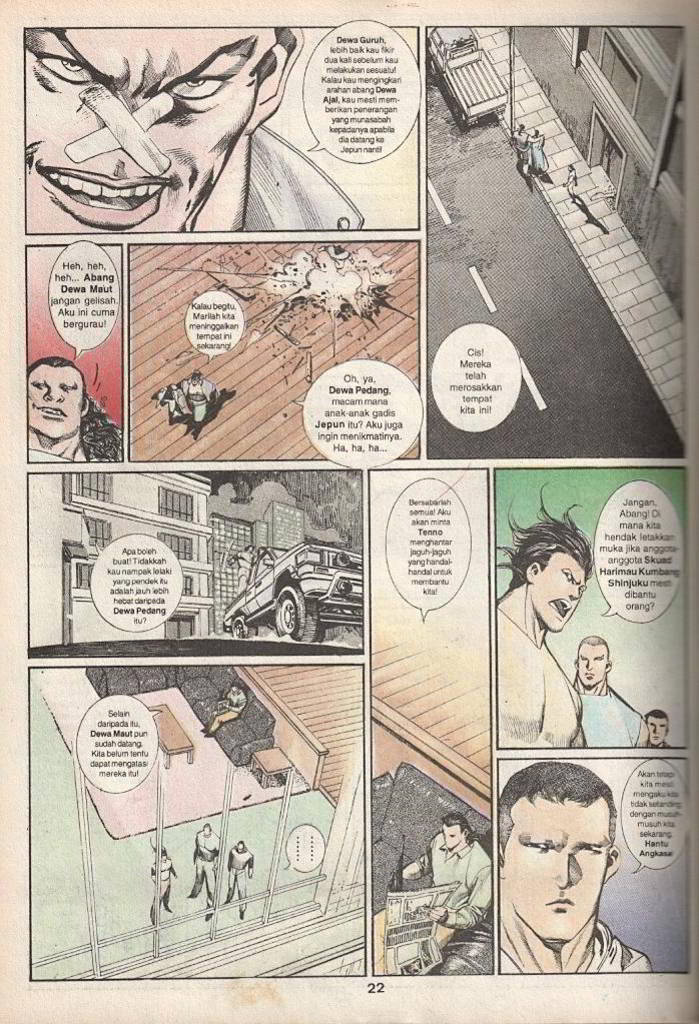 Dewa Guruh,
lebih baik kau fikir
dua kali sebelum kau
melakukan sesuatu!
Kalau kau mengingkari
arahan abang Dewa
Ajal, kau mesti mem-
berikan penerangan
yang munasabah
kepadanya apabila
dia datang ke
Jepun nanti!
Heh, heh,
heh... Abang
Dewa Maut
jangan gelisah.
Aku ini cuma
bergurau!
Kalau begitu,
Marilah kita
meninggalkan
tempat ini
sekarang!
Oh, ya,
Dewa Pedang,
macam mana
anak-anak gadis
Jepun itu? Aku juga
ingin menikmatinya.
Ha, ha, ha...
Cis!
Mereka
telah
merosakkan
tempat
kita ini!
Apa boleh
buat! Tidakkah
kau nampak lelaki
yang pendek itu
adalah jauh lebih
hebat daripada
Dewa Pedang
itu?
Bersabarlah
semua! Aku
akan minta
Tenno
menghantar
jaguh-jaguh
yang handal-
handal untuk
membantu
kita!
Jangan,
Abang! Di
mana kita
hendak letakkan
muka jika anggota-
anggota Skuad
Harimau Kumbang
Shinjuku mesti
dibantu
orang?
Selain
daripada itu,
Dewa Maut pun
sudah datang.
Kita belum tentu
dapat mengatasi
mereka itu!
Akan tetapi
kita mesti
mengaku kita
tidak setanding
dengan musuh-
musuh kita
sekarang,
Hantu
Angkasa!
22